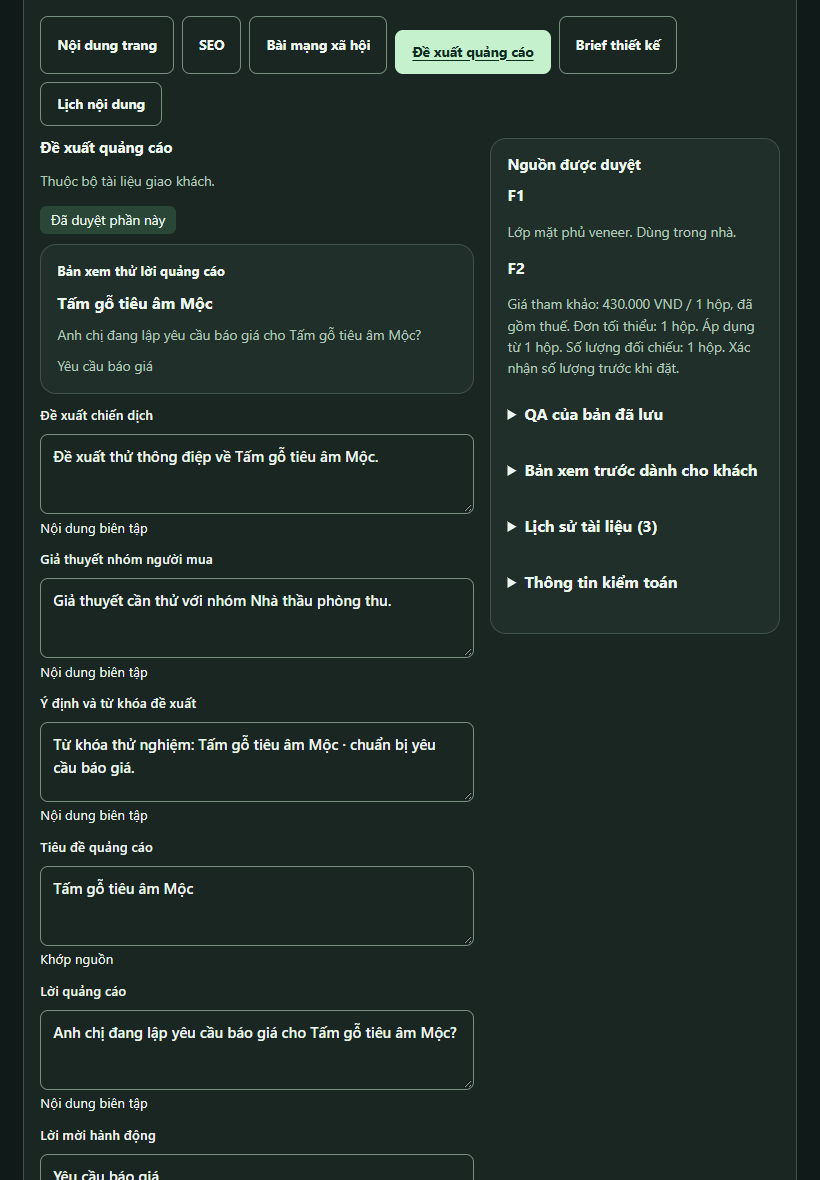 Nội dung trang
SEO
Bài mạng xã hội
Đề xuất quảng cáo
Brief thiết kế
Lịch nội dung
Đề xuất quảng cáo
Thuộc bộ tài liệu giao khách.
Đã duyệt phần này
Bản xem thử lời quảng cáo
Tấm gỗ tiêu âm Mộc
Anh chị đang lập yêu cầu báo giá cho Tấm gỗ tiêu âm Mộc?
Yêu cầu báo giá
Đề xuất chiến dịch
Đề xuất thử thông điệp về Tấm gỗ tiêu âm Mộc.
Nội dung biên tập
Giả thuyết nhóm người mua
Giả thuyết cần thử với nhóm Nhà thầu phòng thu.
Nội dung biên tập
Ý định và từ khóa đề xuất
Từ khóa thử nghiệm: Tấm gỗ tiêu âm Mộc · chuẩn bị yêu
cầu báo giá.
Nội dung biên tập
Tiêu đề quảng cáo
Tấm gỗ tiêu âm Mộc
Khớp nguồn
Lời quảng cáo
Anh chị đang lập yêu cầu báo giá cho Tấm gỗ tiêu âm Mộc?
Nội dung biên tập
Lời mời hành động
Yêu cầu báo giá
Nguồn được duyệt
F1
Lớp mặt phủ veneer. Dùng trong nhà.
F2
Giá tham khảo: 430.000 VND / 1 hộp, đã
gồm thuế. Đơn tối thiểu: 1 hộp. Áp dụng
từ 1 hộp. Số lượng đối chiếu: 1 hộp. Xác
nhận số lượng trước khi đặt.
QA của bản đã lưu
Bản xem trước dành cho khách
Lịch sử tài liệu (3)
Thông tin kiểm toán